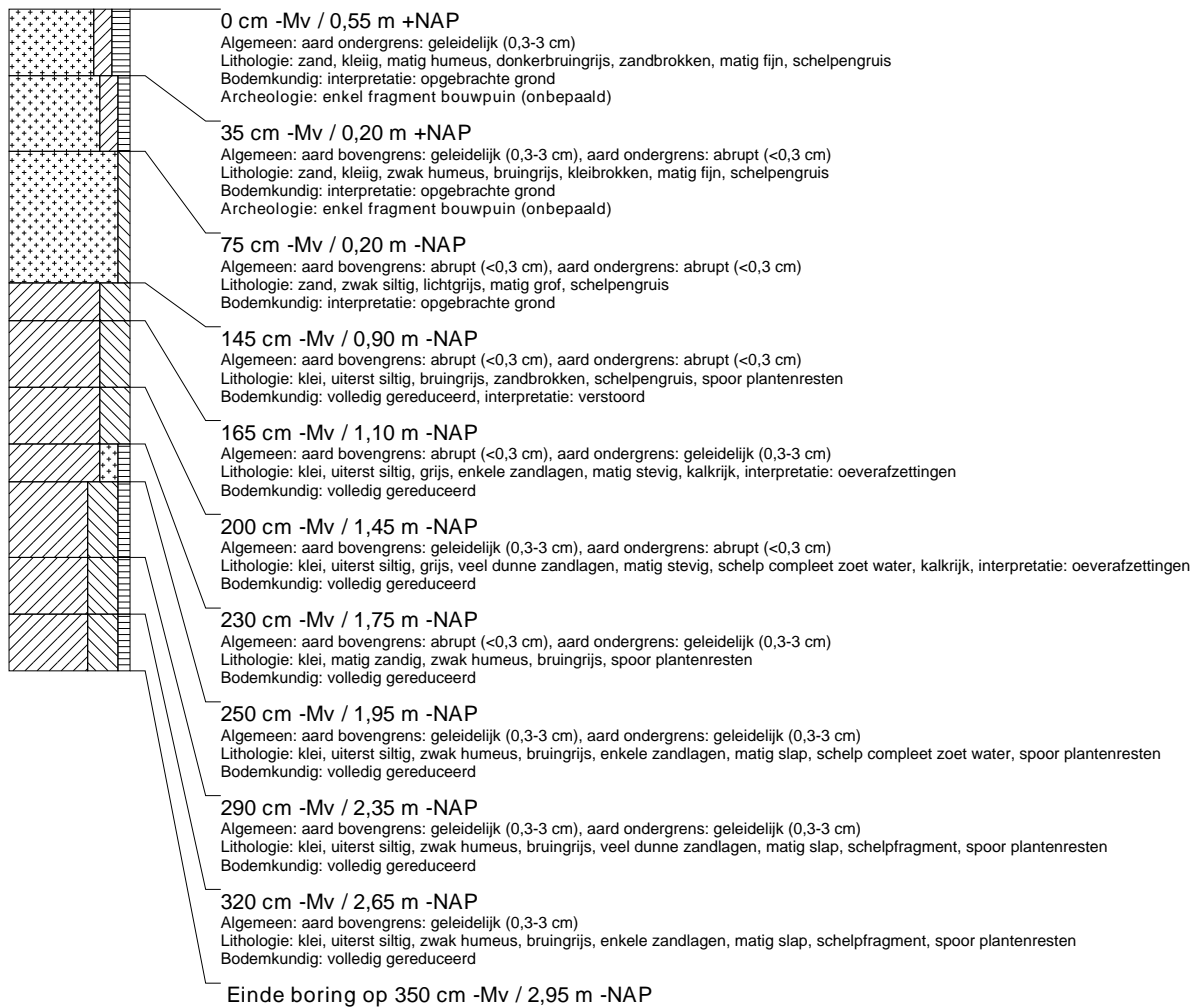 0 cm -Mv / 0,55 m +NAP
Algemeen: aard ondergrens: geleidelijk (0,3-3 cm)
Lithologie: zand, kleiig, matig humeus, donkerbruingrijs, zandbrokken, matig fijn, schelpengruis
Bodemkundig: interpretatie: opgebrachte grond
Archeologie: enkel fragment bouwpuin (onbepaald)
35 cm -Mv / 0,20 m +NAP
Algemeen: aard bovengrens: geleidelijk (0,3-3 cm), aard ondergrens: abrupt (<0,3 cm)
Lithologie: zand, kleiig, zwak humeus, bruingrijs, kleibrokken, matig fijn, schelpengruis
Bodemkundig: interpretatie: opgebrachte grond
Archeologie: enkel fragment bouwpuin (onbepaald)
75 cm -Mv / 0,20 m -NAP
Algemeen: aard bovengrens: abrupt (<0,3 cm), aard ondergrens: abrupt (<0,3 cm)
Lithologie: zand, zwak siltig, lichtgrijs, matig grof, schelpengruis
Bodemkundig: interpretatie: opgebrachte grond
145 cm -Mv / 0,90 m -NAP
Algemeen: aard bovengrens: abrupt (<0,3 cm), aard ondergrens: abrupt (<0,3 cm)
Lithologie: klei, uiterst siltig, bruingrijs, zandbrokken, schelpengruis, spoor plantenresten
Bodemkundig: volledig gereduceerd, interpretatie: verstoord
165 cm -Mv / 1,10 m -NAP
Algemeen: aard bovengrens: abrupt (<0,3 cm), aard ondergrens: geleidelijk (0,3-3 cm)
Lithologie: klei, uiterst siltig, grijs, enkele zandlagen, matig stevig, kalkrijk, interpretatie: oeverafzettingen
Bodemkundig: volledig gereduceerd
200 cm -Mv / 1,45 m -NAP
Algemeen: aard bovengrens: geleidelijk (0,3-3 cm), aard ondergrens: abrupt (<0,3 cm)
Lithologie: klei, uiterst siltig, grijs, veel dunne zandlagen, matig stevig, schelp compleet zoet water, kalkrijk, interpretatie: oeverafzettingen
Bodemkundig: volledig gereduceerd
230 cm -Mv / 1,75 m -NAP
Algemeen: aard bovengrens: abrupt (<0,3 cm), aard ondergrens: geleidelijk (0,3-3 cm)
Lithologie: klei, matig zandig, zwak humeus, bruingrijs, spoor plantenresten
Bodemkundig: volledig gereduceerd
250 cm -Mv / 1,95 m -NAP
Algemeen: aard bovengrens: geleidelijk (0,3-3 cm), aard ondergrens: geleidelijk (0,3-3 cm)
Lithologie: klei, uiterst siltig, zwak humeus, bruingrijs, enkele zandlagen, matig slap, schelp compleet zoet water, spoor plantenresten
Bodemkundig: volledig gereduceerd
290 cm -Mv / 2,35 m -NAP
Algemeen: aard bovengrens: geleidelijk (0,3-3 cm), aard ondergrens: geleidelijk (0,3-3 cm)
Lithologie: klei, uiterst siltig, zwak humeus, bruingrijs, veel dunne zandlagen, matig slap, schelpfragment, spoor plantenresten
Bodemkundig: volledig gereduceerd
320 cm -Mv / 2,65 m -NAP
Algemeen: aard bovengrens: geleidelijk (0,3-3 cm)
Lithologie: klei, uiterst siltig, zwak humeus, bruingrijs, enkele zandlagen, matig slap, schelpfragment, spoor plantenresten
Bodemkundig: volledig gereduceerd
Einde boring op 350 cm -Mv / 2,95 m -NAP